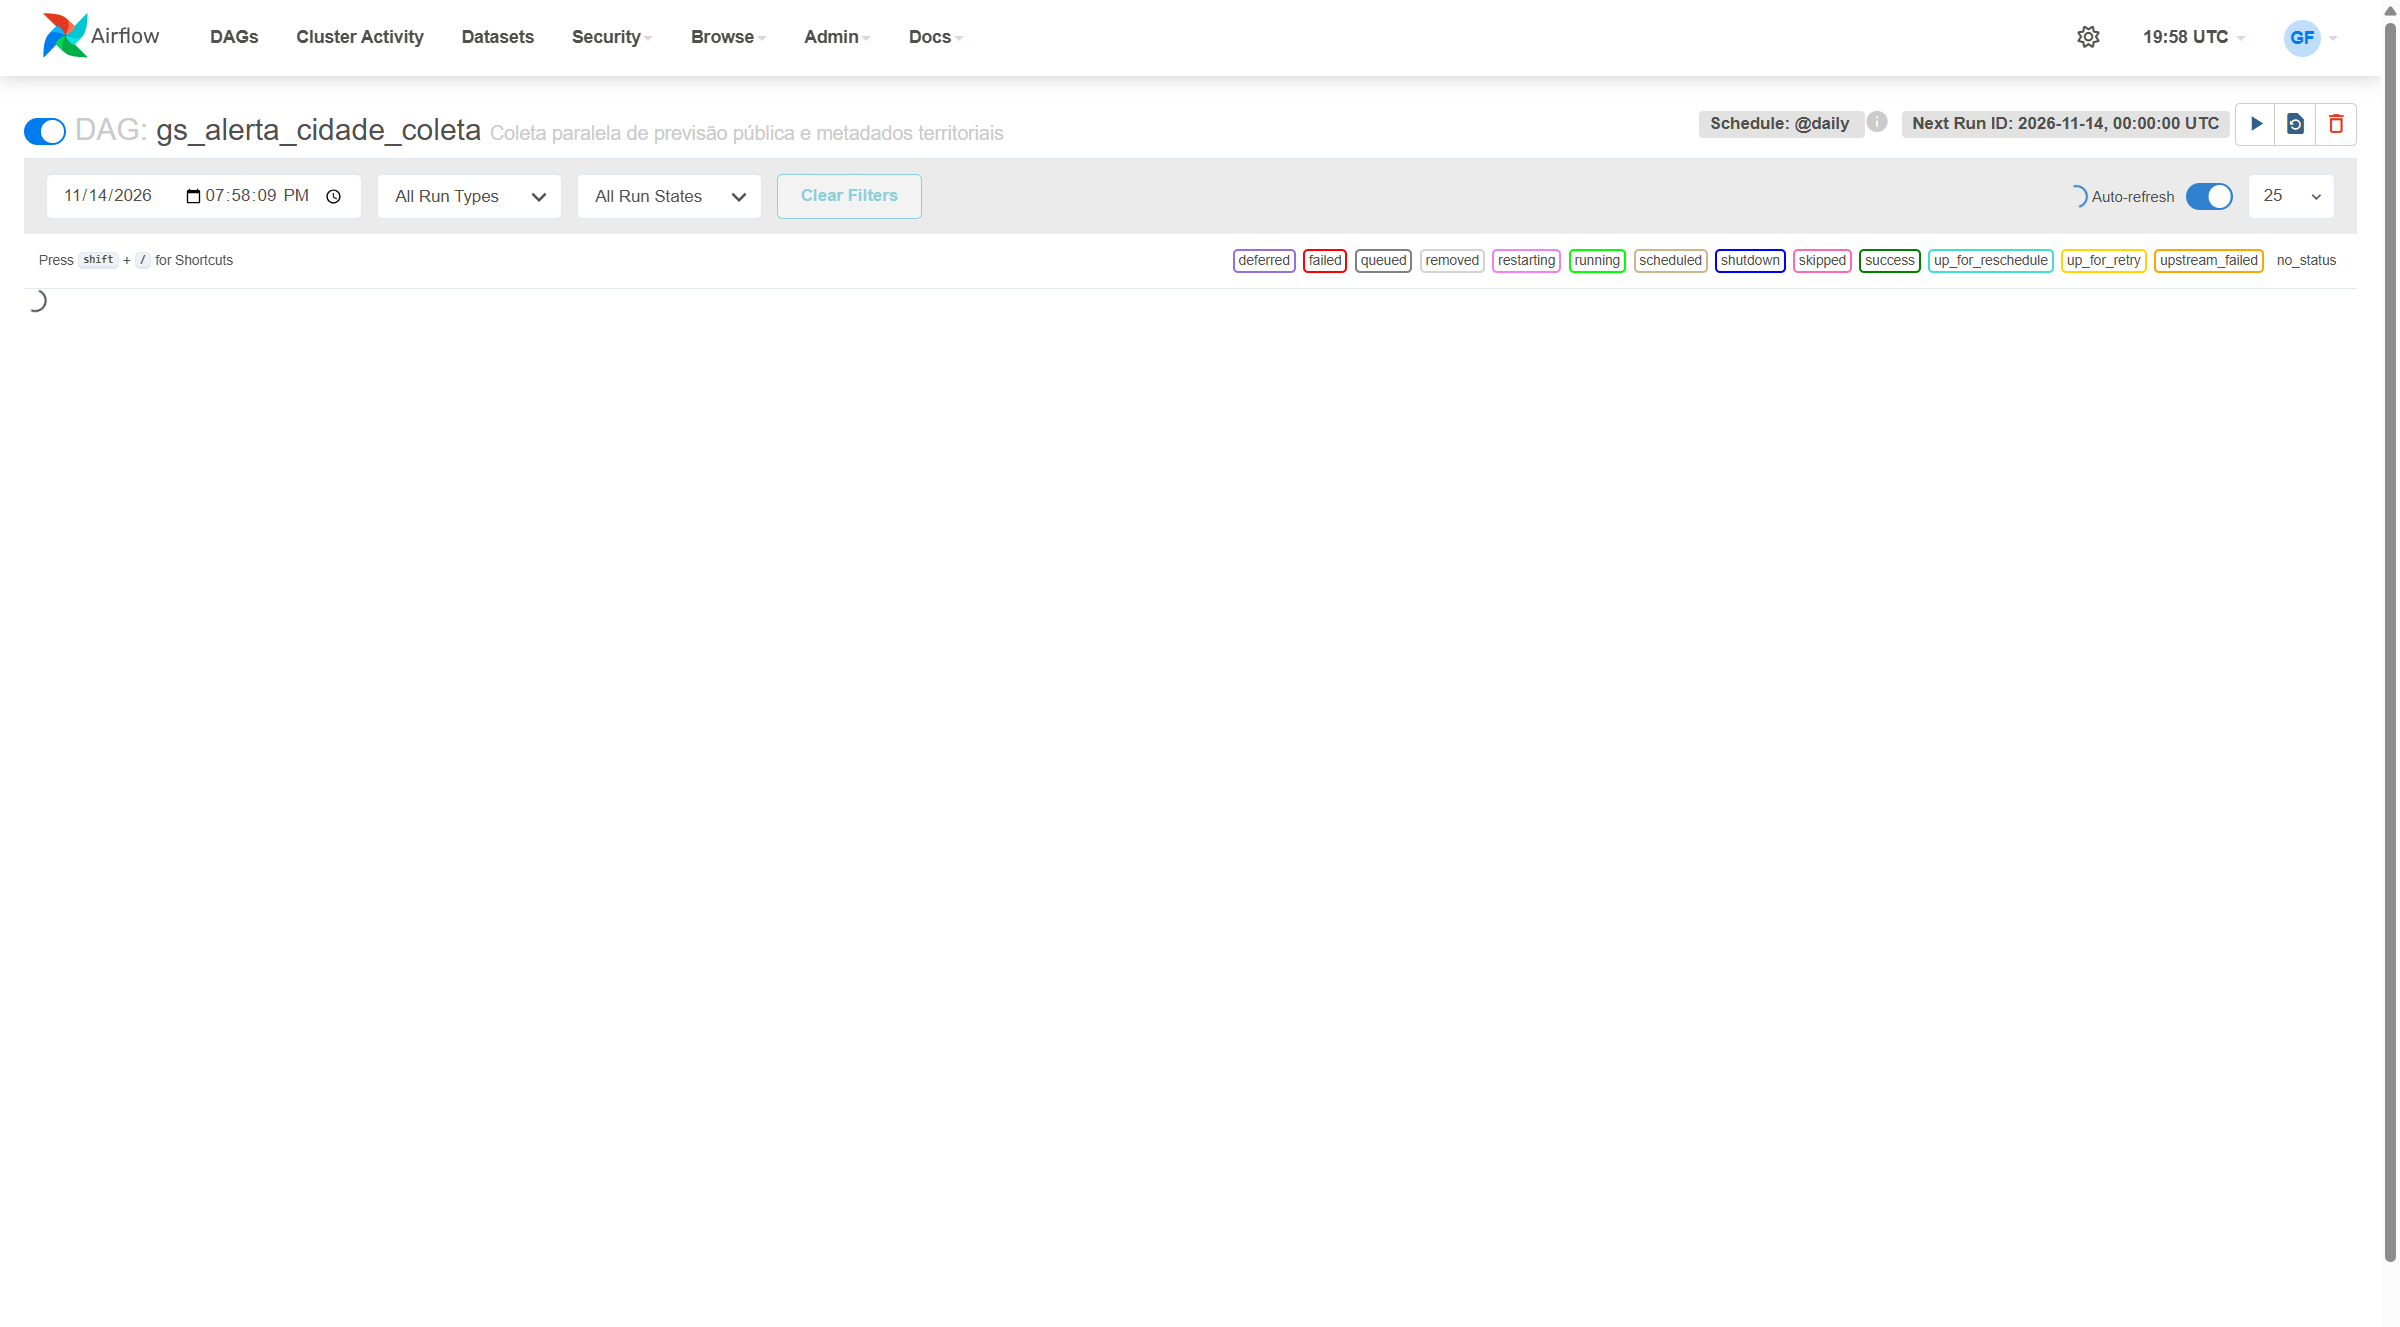 Airflow DAGs Cluster Activity Datasets Security Browse Admin Docs 19:58 UTC GF
DAG: gs_alerta_cidade_coleta Coleta paralela de previsão pública e metadados territoriais Schedule: @daily i Next Run ID: 2026-11-14, 00:00:00 UTC
11/14/2026 07:58:09 PM All Run Types All Run States Clear Filters Auto-refresh 25
Press shift + / for Shortcuts deferred failed queued removed restarting running scheduled shutdown skipped success up_for_reschedule up_for_retry upstream_failed no_status